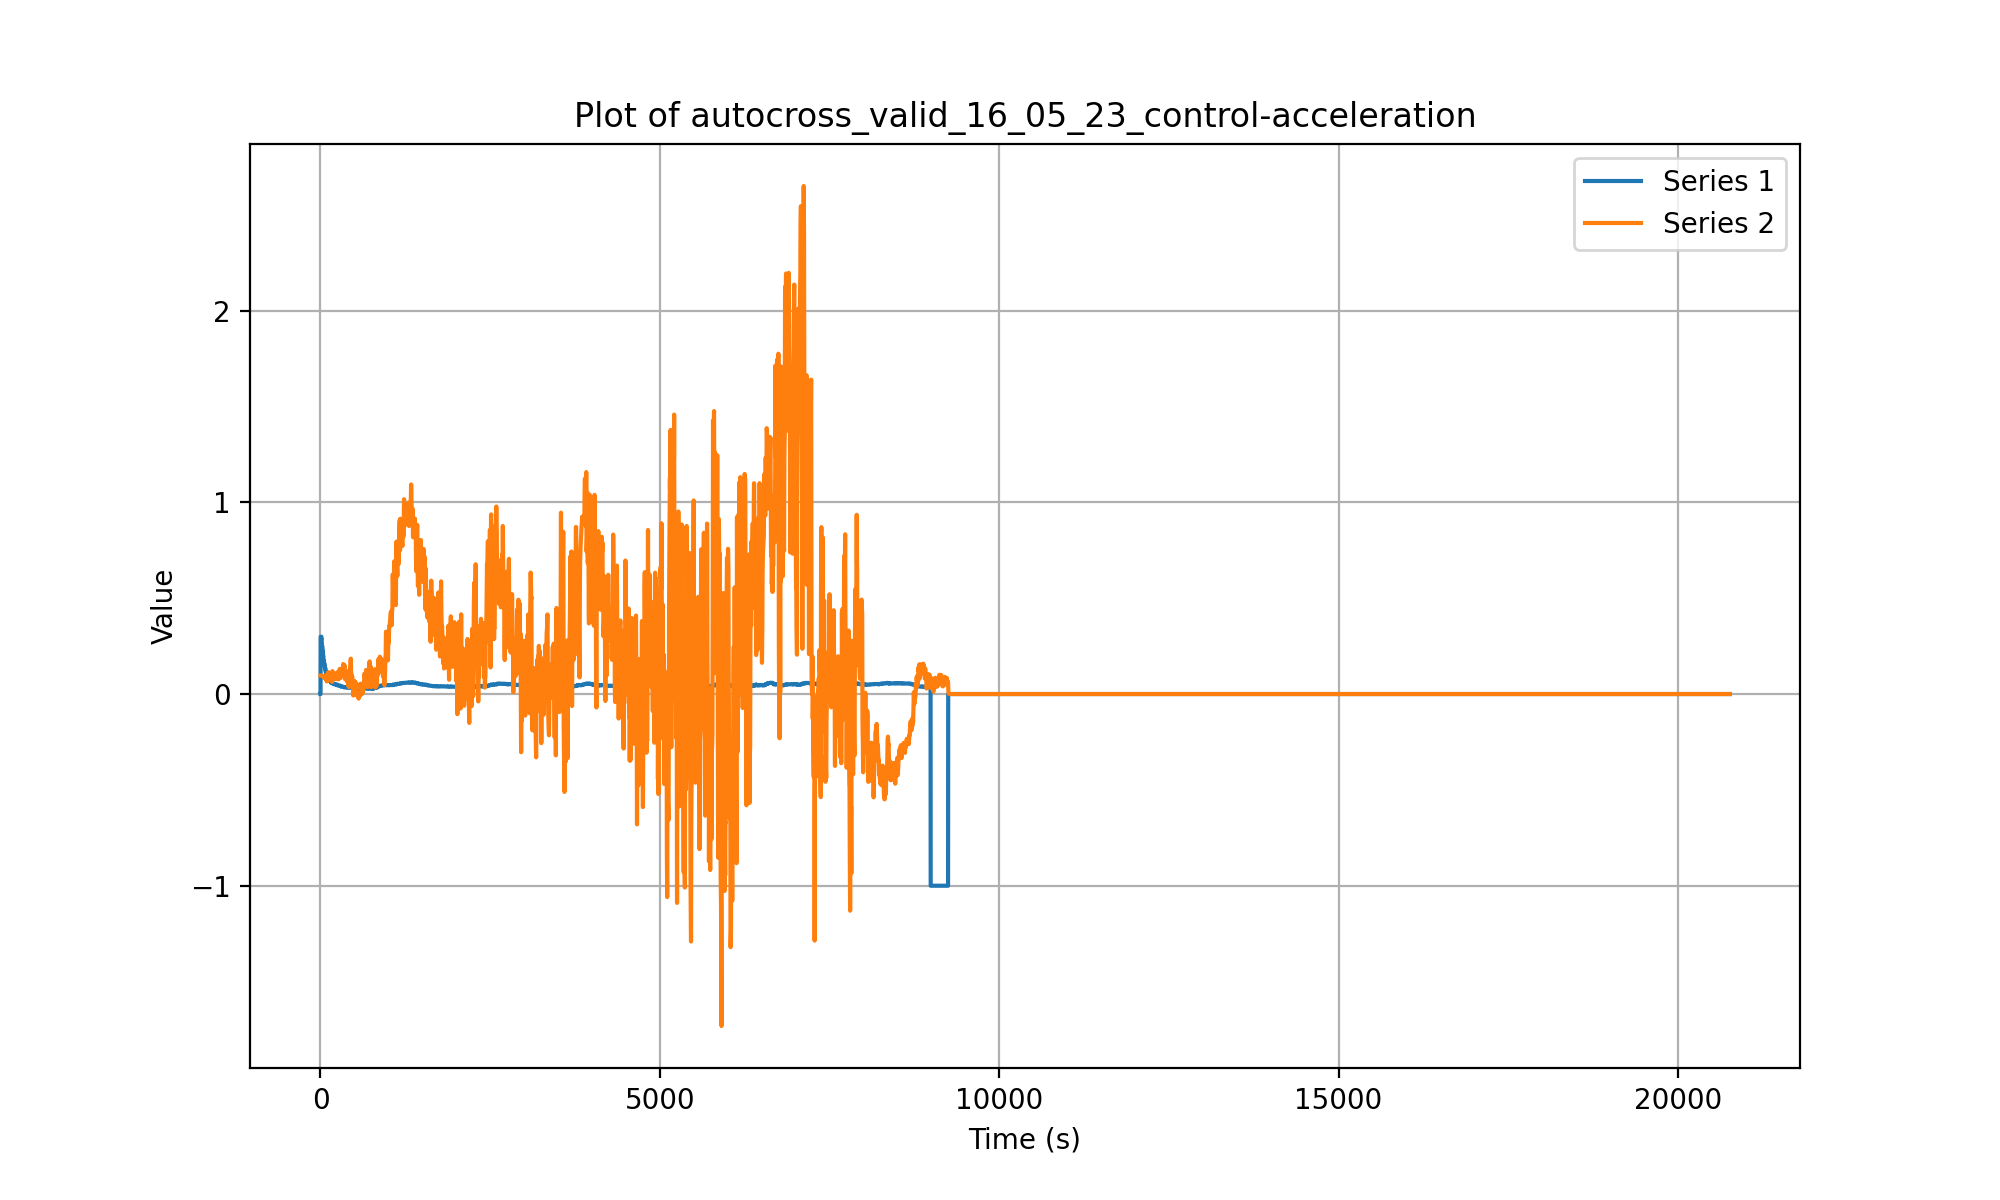 Plot of autocross_valid_16_05_23_control-acceleration
Series 1
Series 2
Value
2
1
0
−1
0
5000
10000
15000
20000
Time (s)